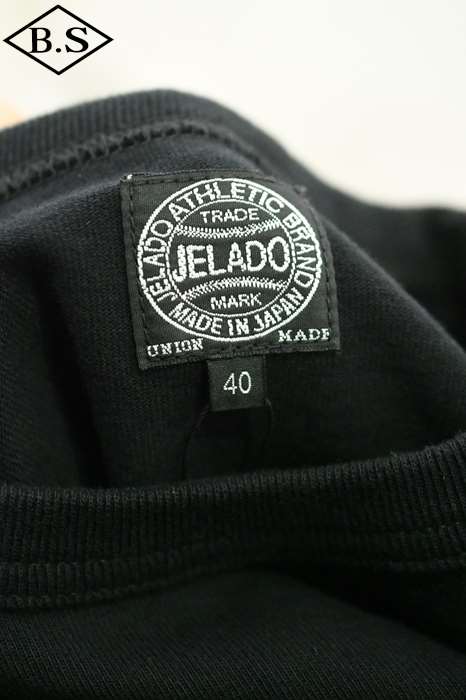 B.S
JELADO ATHLETIC BRAND
TRADE
JELADO
MARK
MADE IN JAPAN
UNION MADE
40